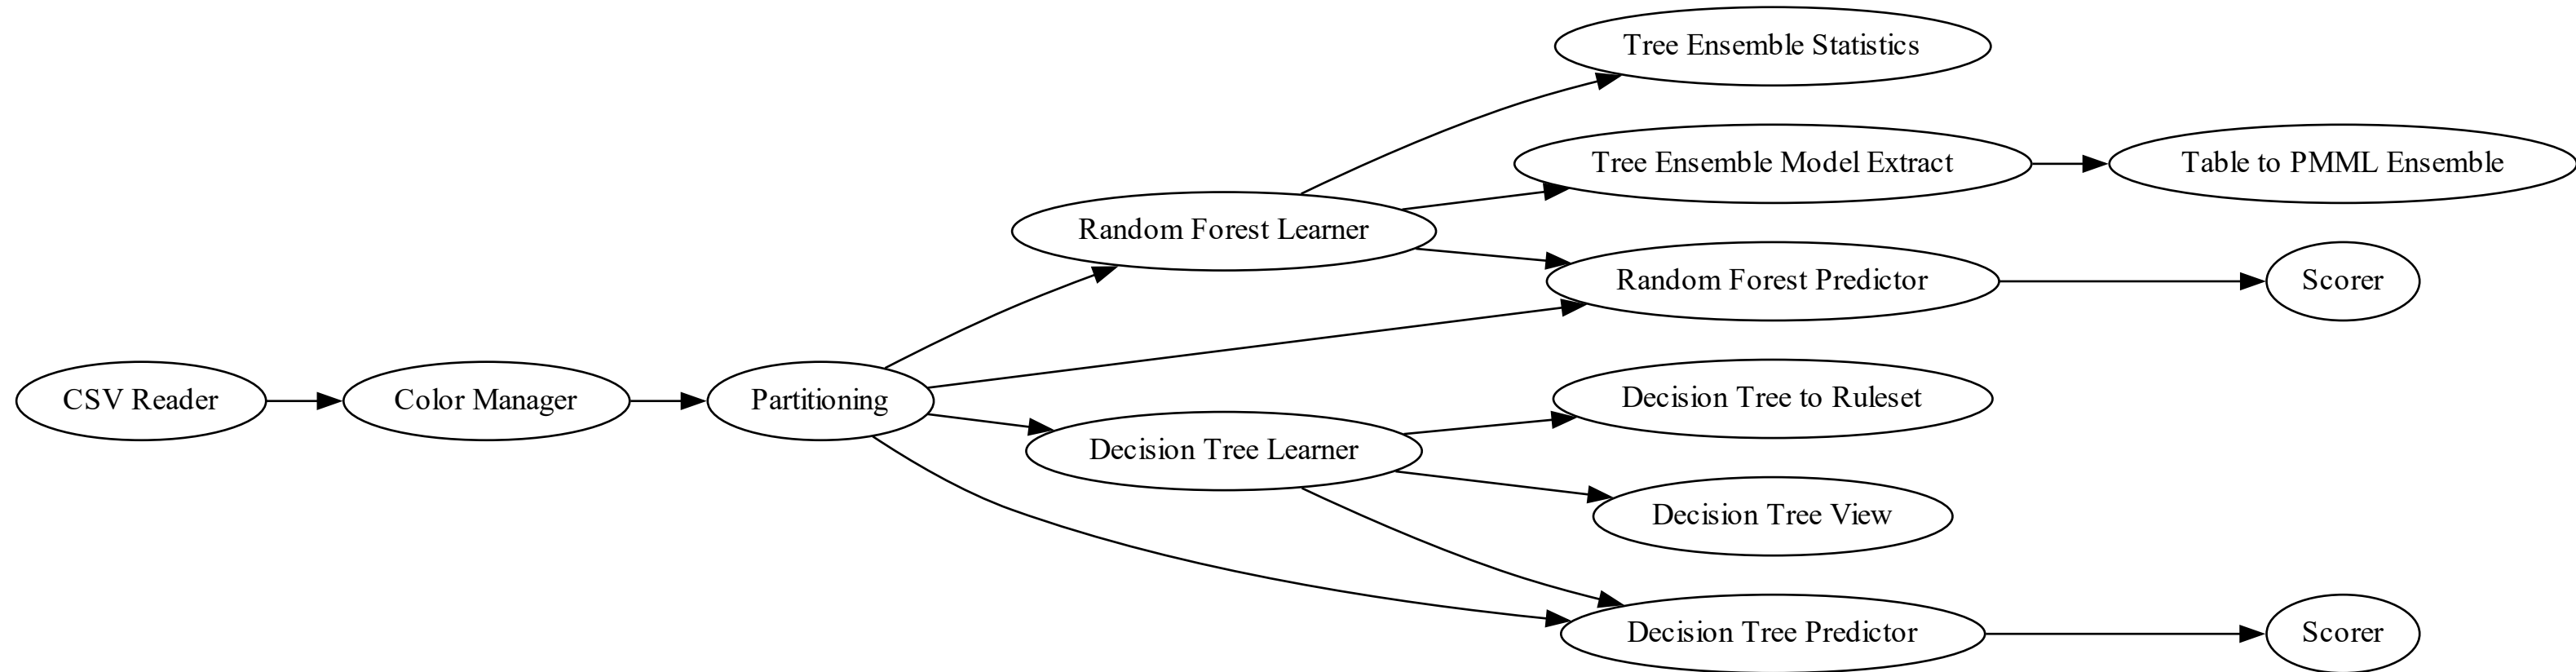 Tree Ensemble Statistics
Tree Ensemble Model Extract
Table to PMML Ensemble
Random Forest Learner
Random Forest Predictor
Scorer
CSV Reader
Color Manager
Partitioning
Decision Tree to Ruleset
Decision Tree Learner
Decision Tree View
Decision Tree Predictor
Scorer